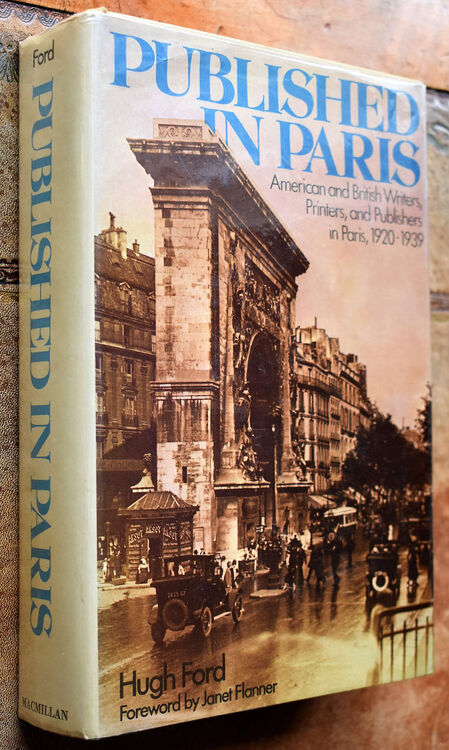 Ford
PUBLISHED IN PARIS
MACMILLAN
PUBLISHED
IN PARIS
American and British Writers,
Printers, and Publishers
in Paris, 1920-1939
Hugh Ford
Foreword by Janet Flanner